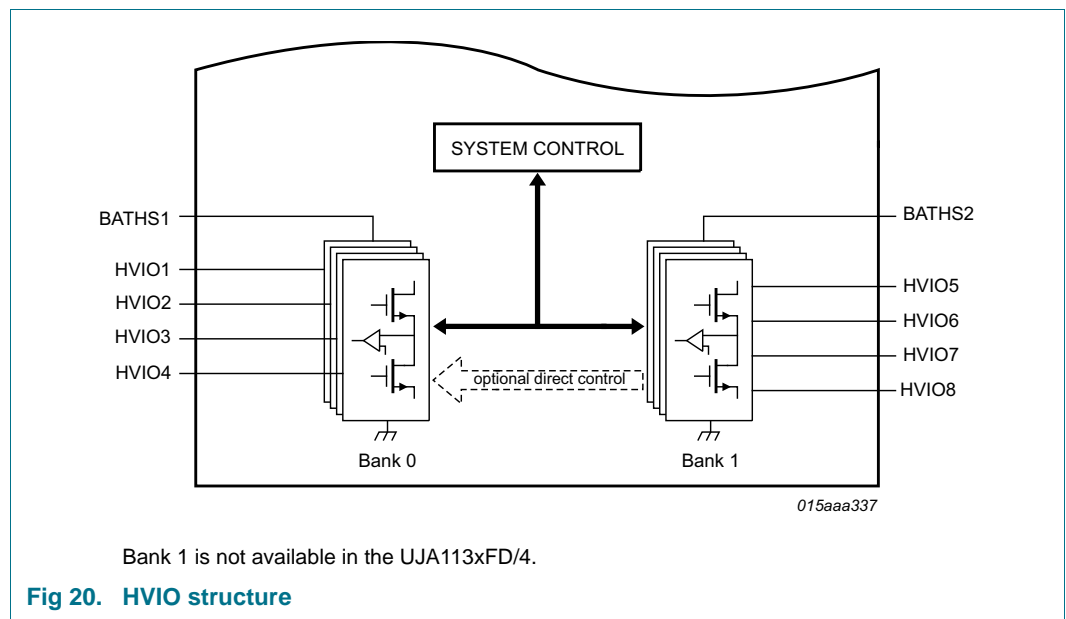 SYSTEM CONTROL
BATHS1
BATHS2
HVIO1
HVIO2
HVIO3
HVIO4
HVIO5
HVIO6
HVIO7
HVIO8
optional direct control
Bank 0
Bank 1
015aaa337
Bank 1 is not available in the UJA113xFD/4.
Fig 20. HVIO structure